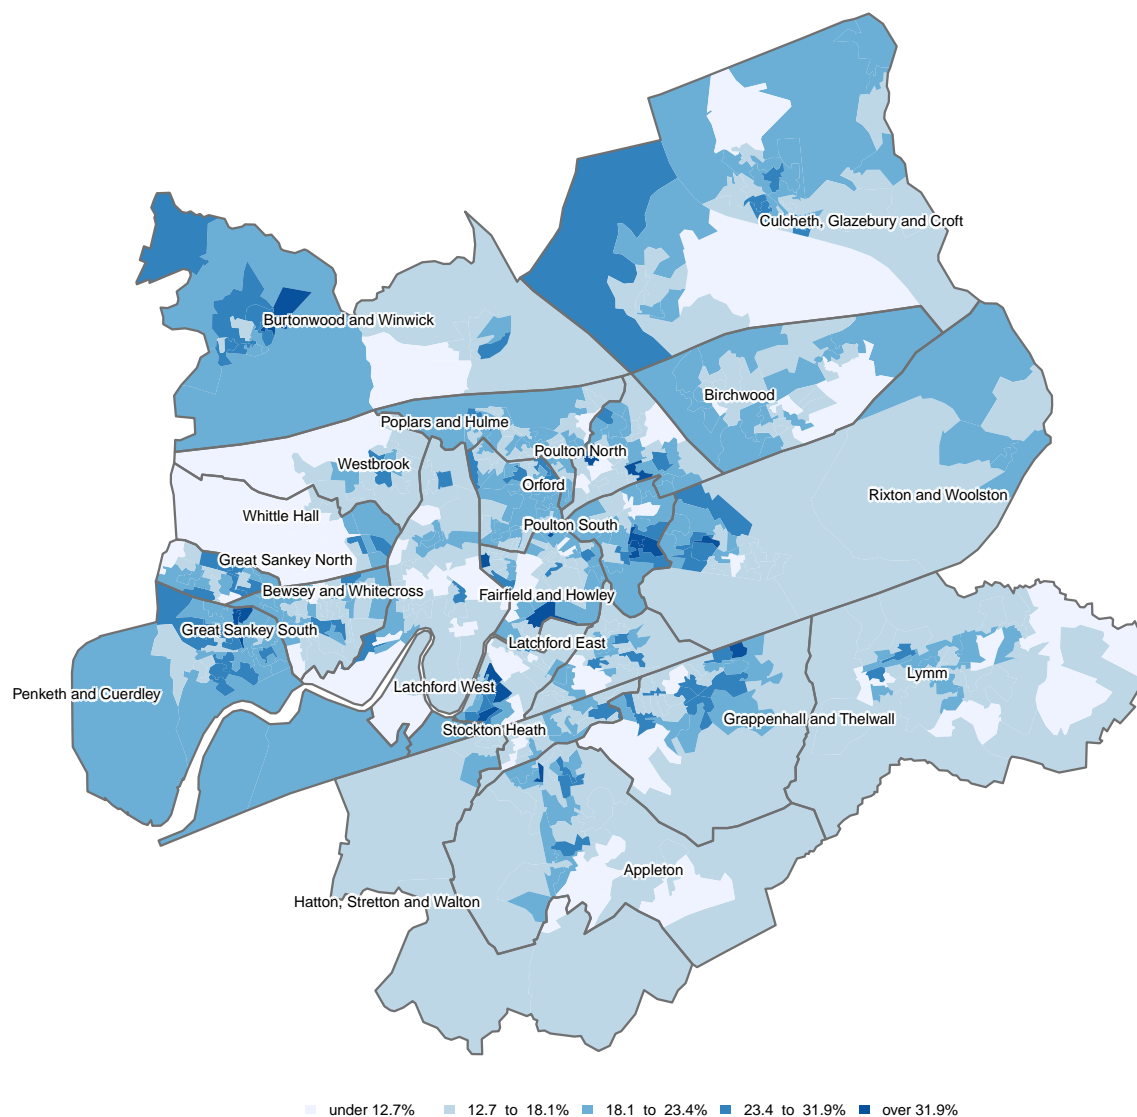 Culcheth, Glazebury and Croft
Burtonwood and Winwick
Birchwood
Poplars and Hulme
Poulton North
Westbrook
Orford
Rixton and Woolston
Whittle Hall
Poulton South
Great Sankey North
Bewsey and Whitecross
Fairfield and Howley
Great Sankey South
Latchford East
Lymm
Latchford West
Penketh and Cuerdley
Grappenhall and Thelwall
Stockton Heath
Appleton
Hatton, Stretton and Walton
under 12.7% 12.7 to 18.1% 18.1 to 23.4% 23.4 to 31.9% over 31.9%